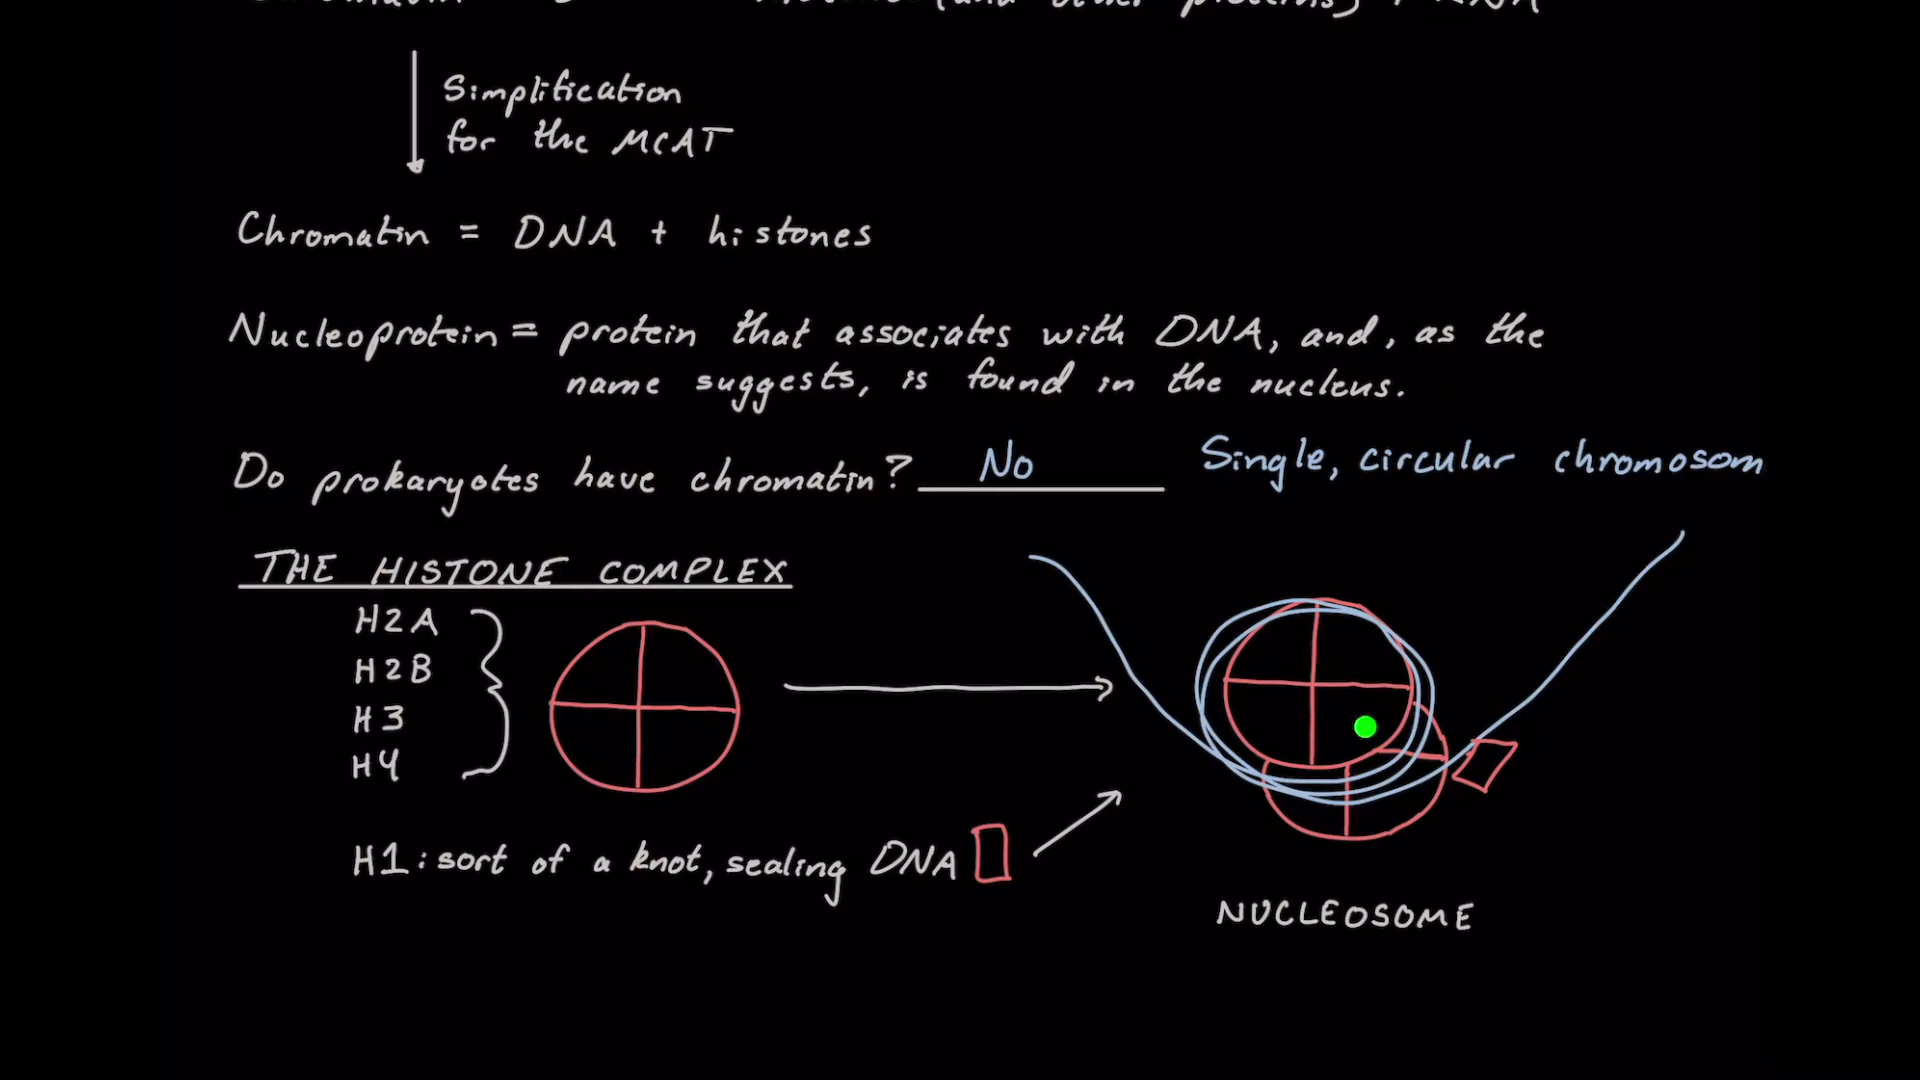 Simplification
for the MCAT
Chromatin = DNA + histones
Nucleoprotein = protein that associates with DNA, and, as the
name suggests, is found in the nucleus.
Do prokaryotes have chromatin? No Single, circular chromosom
THE HISTONE COMPLEX
H2A
H2B
H3
H4
H1: sort of a knot, sealing DNA
NUCLEOSOME